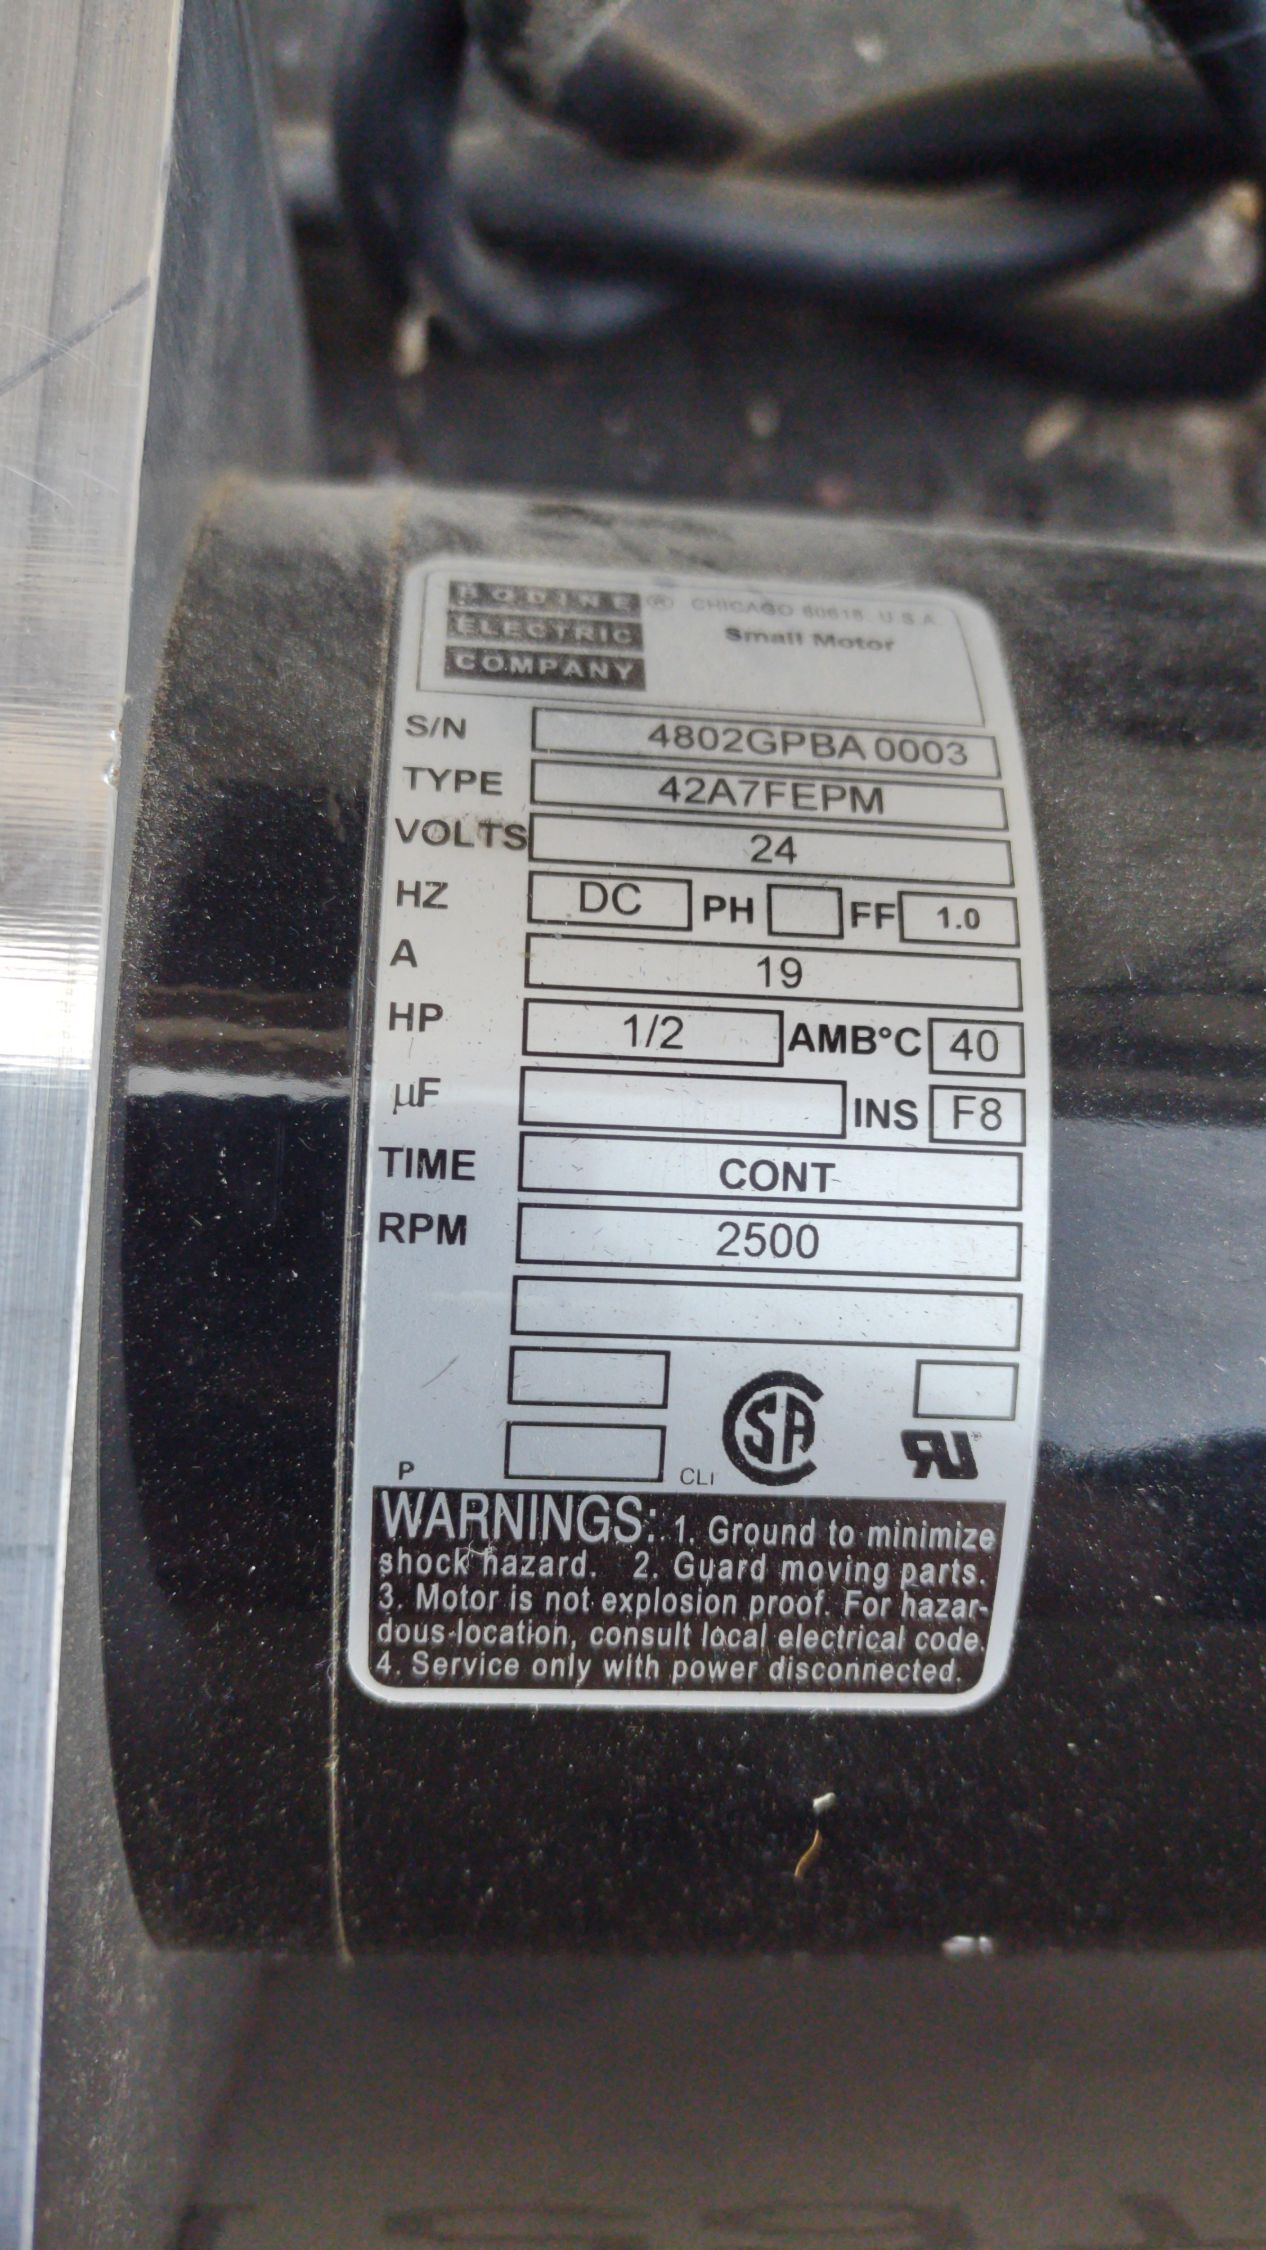 BODINE ® CHICAGO 60618 U.S.A.
ELECTRIC Small Motor
COMPANY
S/N 4802GPBA 0003
TYPE 42A7FEPM
VOLTS 24
HZ DC PH FF 1.0
A 19
HP 1/2 AMB°C 40
µF INS F8
TIME CONT
RPM 2500
SA
P CLI RU
WARNINGS: 1. Ground to minimize
shock hazard. 2. Guard moving parts.
3. Motor is not explosion proof. For hazar-
dous location, consult local electrical code.
4. Service only with power disconnected.